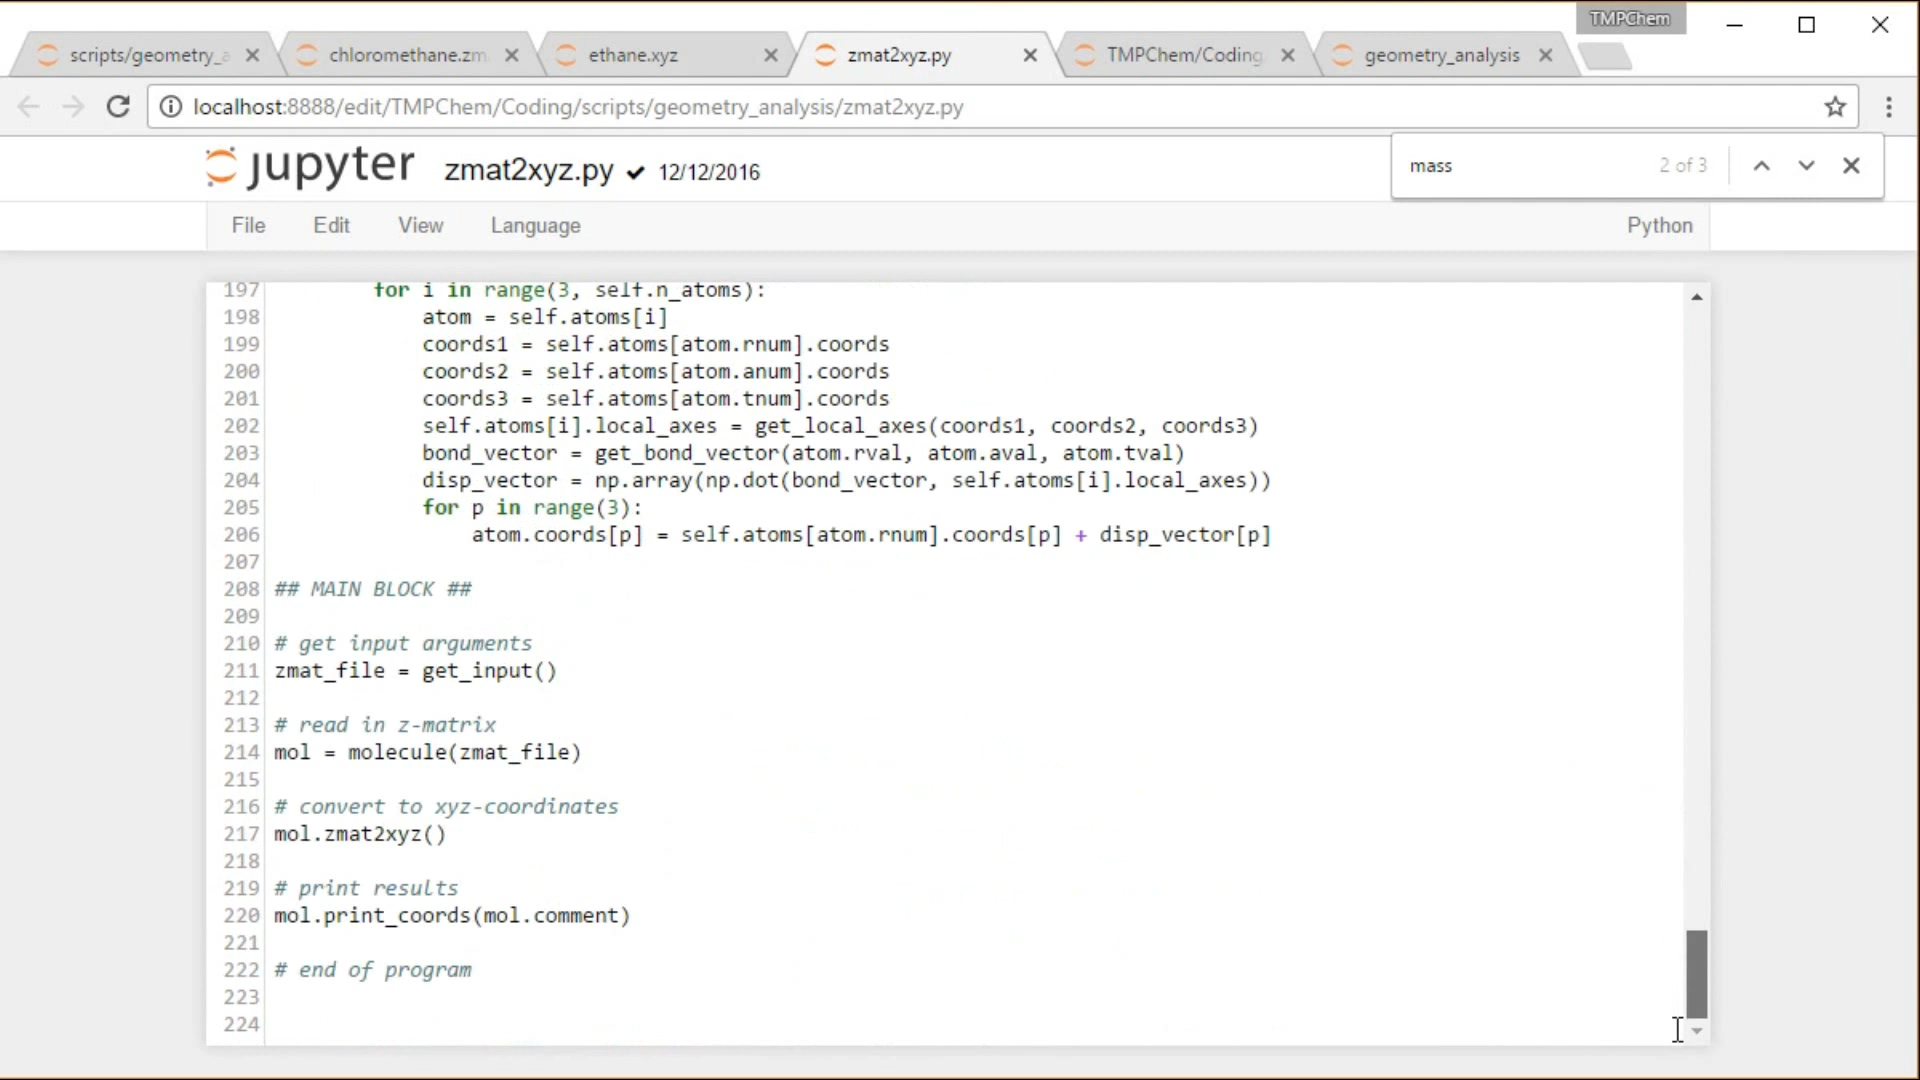 TMPChem
scripts/geometry_a
chloromethane.zm
ethane.xyz
zmat2xyz.py
TMPChem/Coding
geometry_analysis
localhost:8888/edit/TMPChem/Coding/scripts/geometry_analysis/zmat2xyz.py
mass 2 of 3
jupyter zmat2xyz.py ✔ 12/12/2016
File Edit View Language Python
197 for i in range(3, self.n_atoms):
198 atom = self.atoms[i]
199 coords1 = self.atoms[atom.rnum].coords
200 coords2 = self.atoms[atom.anum].coords
201 coords3 = self.atoms[atom.tnum].coords
202 self.atoms[i].local_axes = get_local_axes(coords1, coords2, coords3)
203 bond_vector = get_bond_vector(atom.rval, atom.aval, atom.tval)
204 disp_vector = np.array(np.dot(bond_vector, self.atoms[i].local_axes))
205 for p in range(3):
206 atom.coords[p] = self.atoms[atom.rnum].coords[p] + disp_vector[p]
207
208 ## MAIN BLOCK ##
209
210 # get input arguments
211 zmat_file = get_input()
212
213 # read in z-matrix
214 mol = molecule(zmat_file)
215
216 # convert to xyz-coordinates
217 mol.zmat2xyz()
218
219 # print results
220 mol.print_coords(mol.comment)
221
222 # end of program
223
224